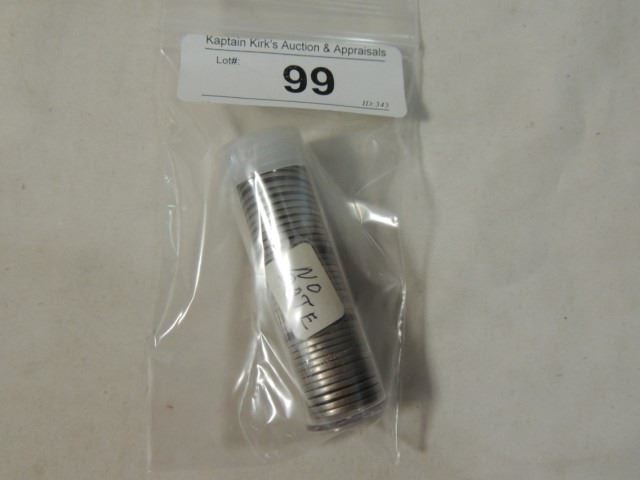 Kaptain Kirk's Auction & Appraisals
Lot#:
99
ID:343
NO
DATE